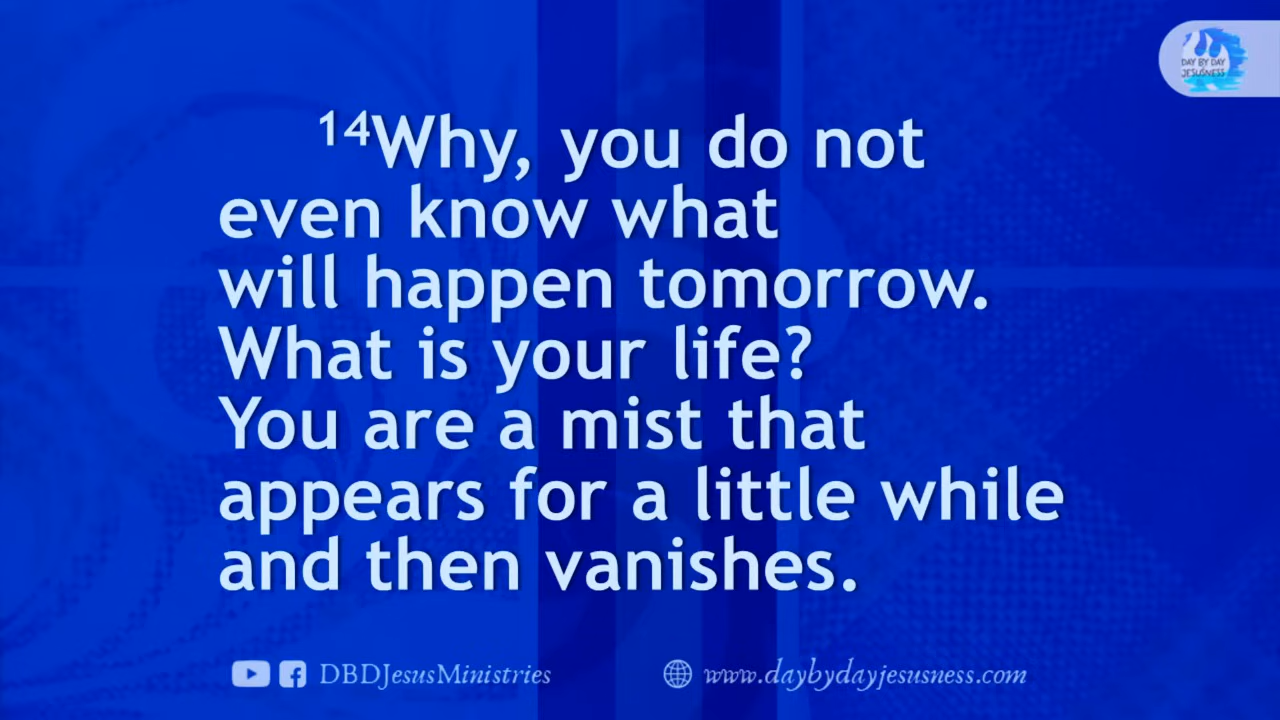 DAY BY DAY
JESUSNESS
14Why, you do not
even know what
will happen tomorrow.
What is your life?
You are a mist that
appears for a little while
and then vanishes.
DBDJesusMinistries
www.daybydayjesusness.com